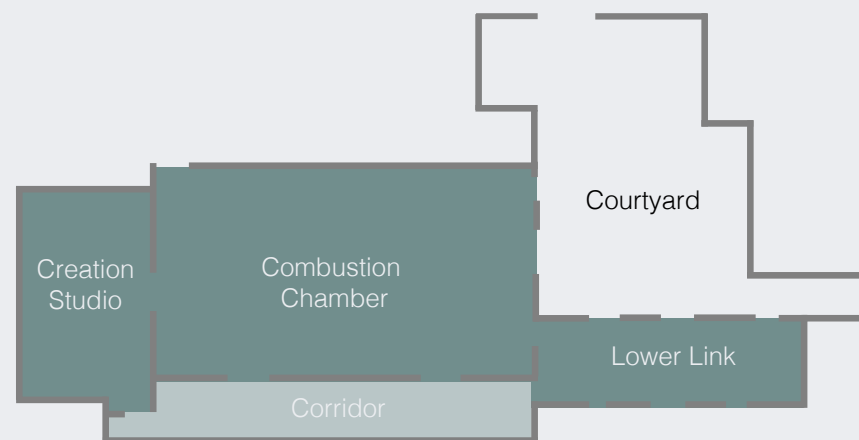 Courtyard
Creation
Studio
Combustion
Chamber
Lower Link
Corridor